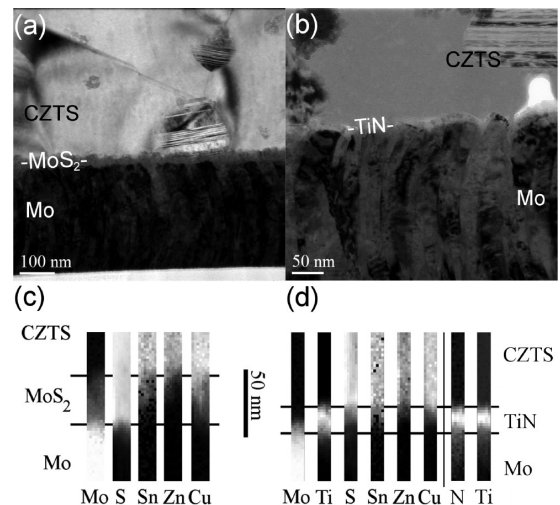 (a)
CZTS
-MoS₂-
Mo
100 nm
(b)
CZTS
-TiN-
Mo
50 nm
(c)
CZTS
MoS₂
Mo
Mo S Sn Zn Cu
50 nm
(d)
CZTS
TiN
Mo
Mo Ti S Sn Zn Cu N Ti